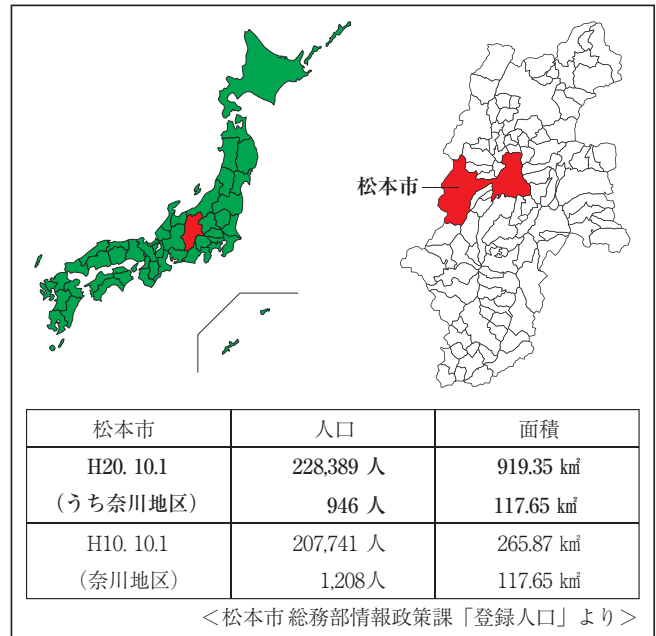 松本市
松本市 人口 面積
H20. 10.1 228,389 人 919.35 ㎢
（うち奈川地区） 946 人 117.65 ㎢
H10. 10.1 207,741 人 265.87 ㎢
（奈川地区） 1,208人 117.65 ㎢
＜松本市 総務部情報政策課「登録人口」より＞